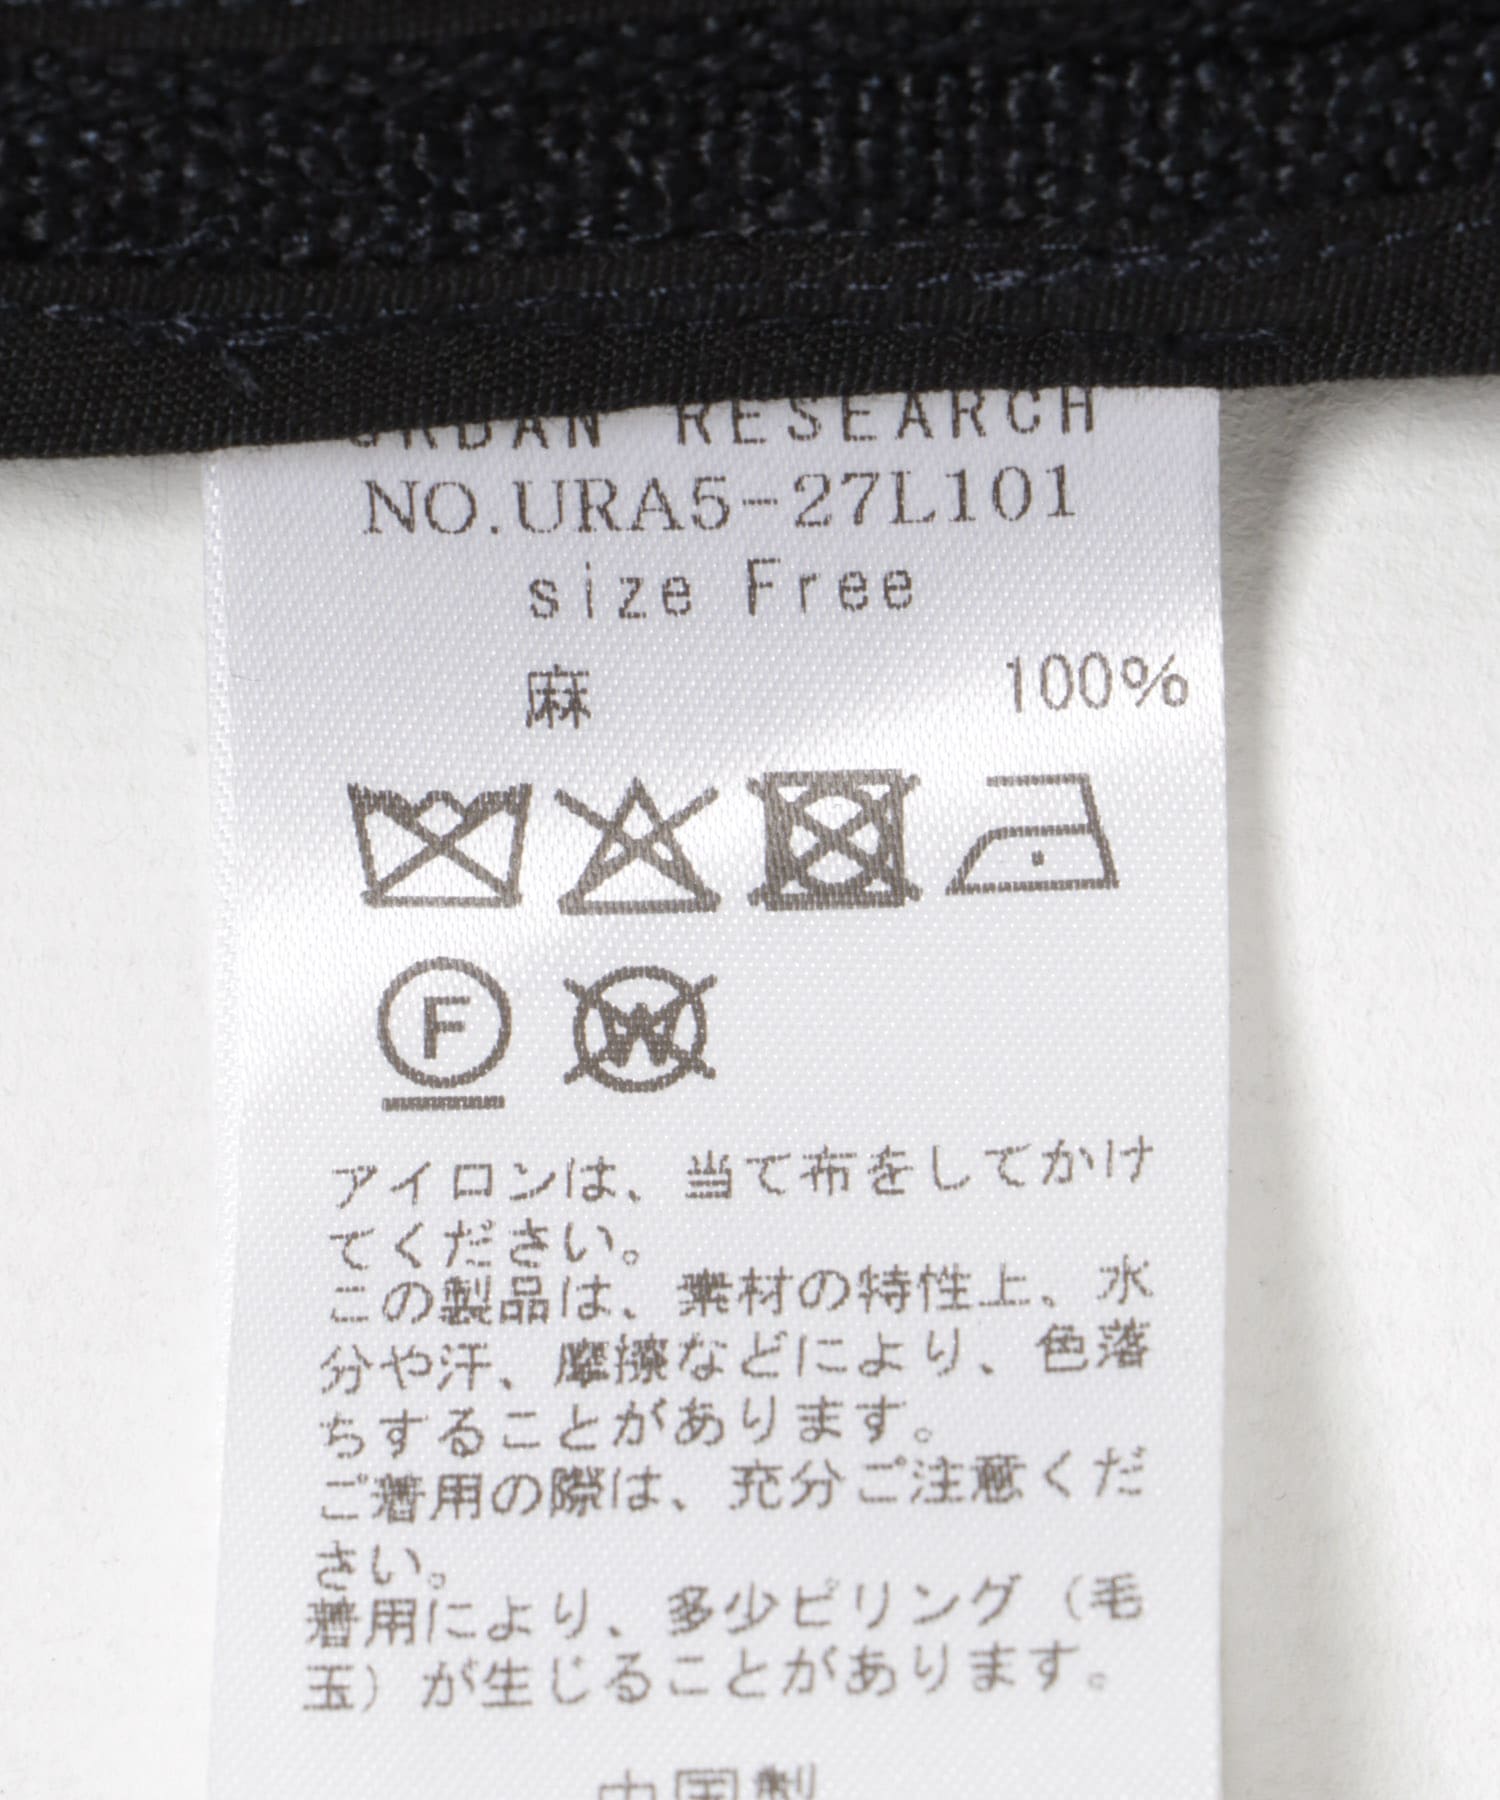 URBAN RESEARCH
NO.URA5-27L101
size Free
麻 100%
F
W
アイロンは、当て布をしてかけ
てください。
この製品は、素材の特性上、水
分や汗、摩擦などにより、色落
ちすることがあります。
ご着用の際は、充分ご注意くだ
さい。
着用により、多少ピリング（毛
玉）が生じることがあります。
中国製